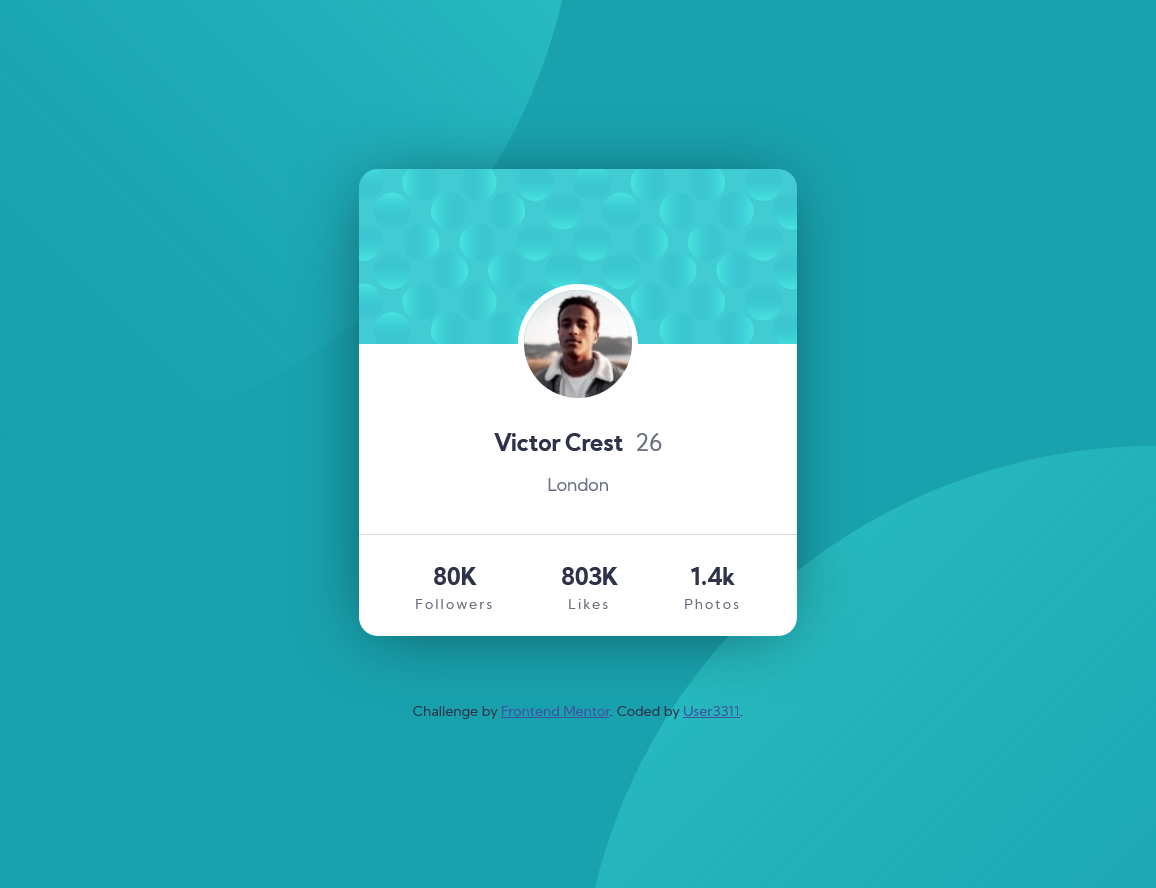 Victor Crest 26
London
80K 803K 1.4k
Followers Likes Photos
Challenge by Frontend Mentor. Coded by User3311.